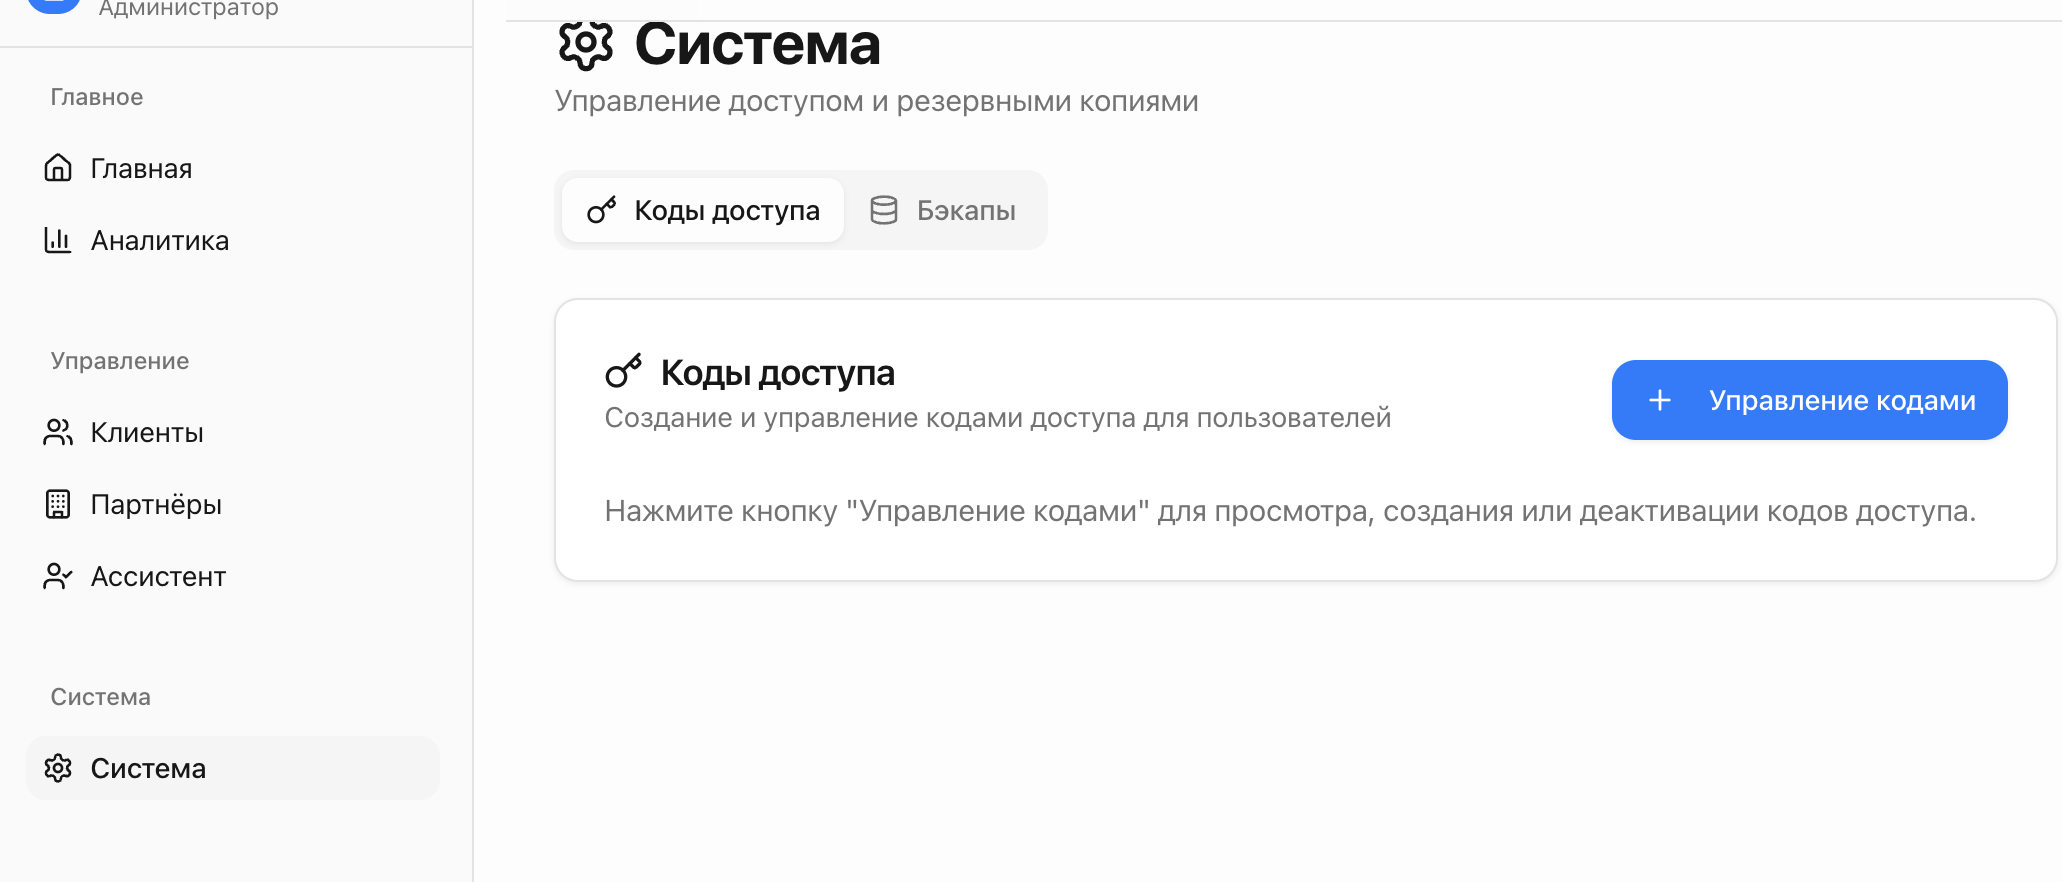 Администратор
Главное
Главная
Аналитика
Управление
Клиенты
Партнёры
Ассистент
Система
Система
Система
Управление доступом и резервными копиями
Коды доступа
Бэкапы
Коды доступа
Создание и управление кодами доступа для пользователей
Управление кодами
Нажмите кнопку "Управление кодами" для просмотра, создания или деактивации кодов доступа.